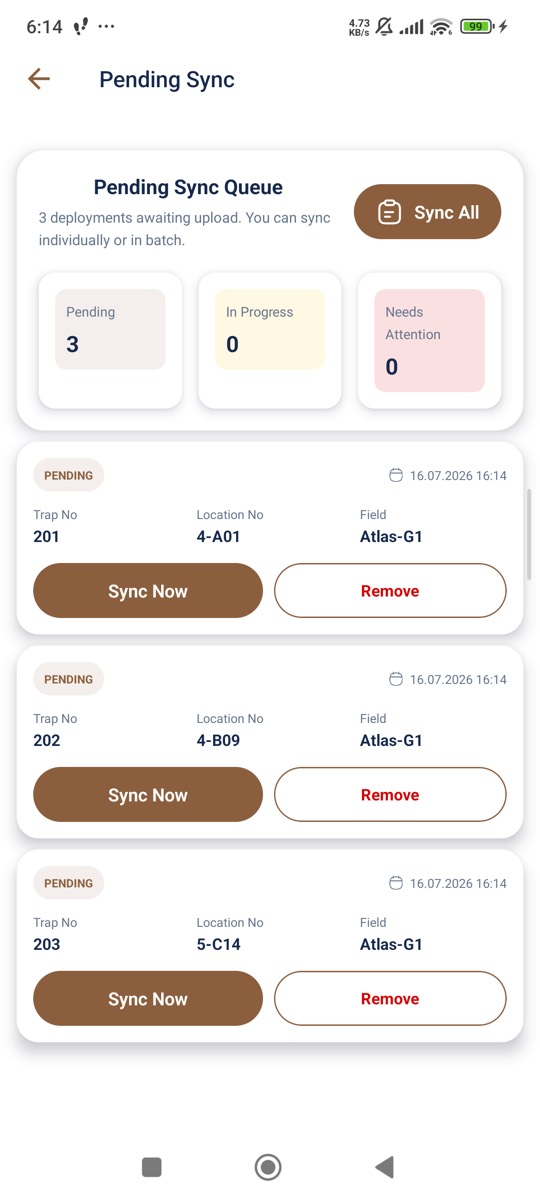 6:14
4.73
KB/s
99
Pending Sync
Pending Sync Queue
3 deployments awaiting upload. You can sync
individually or in batch.
Sync All
Pending
3
In Progress
0
Needs
Attention
0
PENDING
16.07.2026 16:14
Trap No
Location No
Field
201
4-A01
Atlas-G1
Sync Now
Remove
PENDING
16.07.2026 16:14
Trap No
Location No
Field
202
4-B09
Atlas-G1
Sync Now
Remove
PENDING
16.07.2026 16:14
Trap No
Location No
Field
203
5-C14
Atlas-G1
Sync Now
Remove